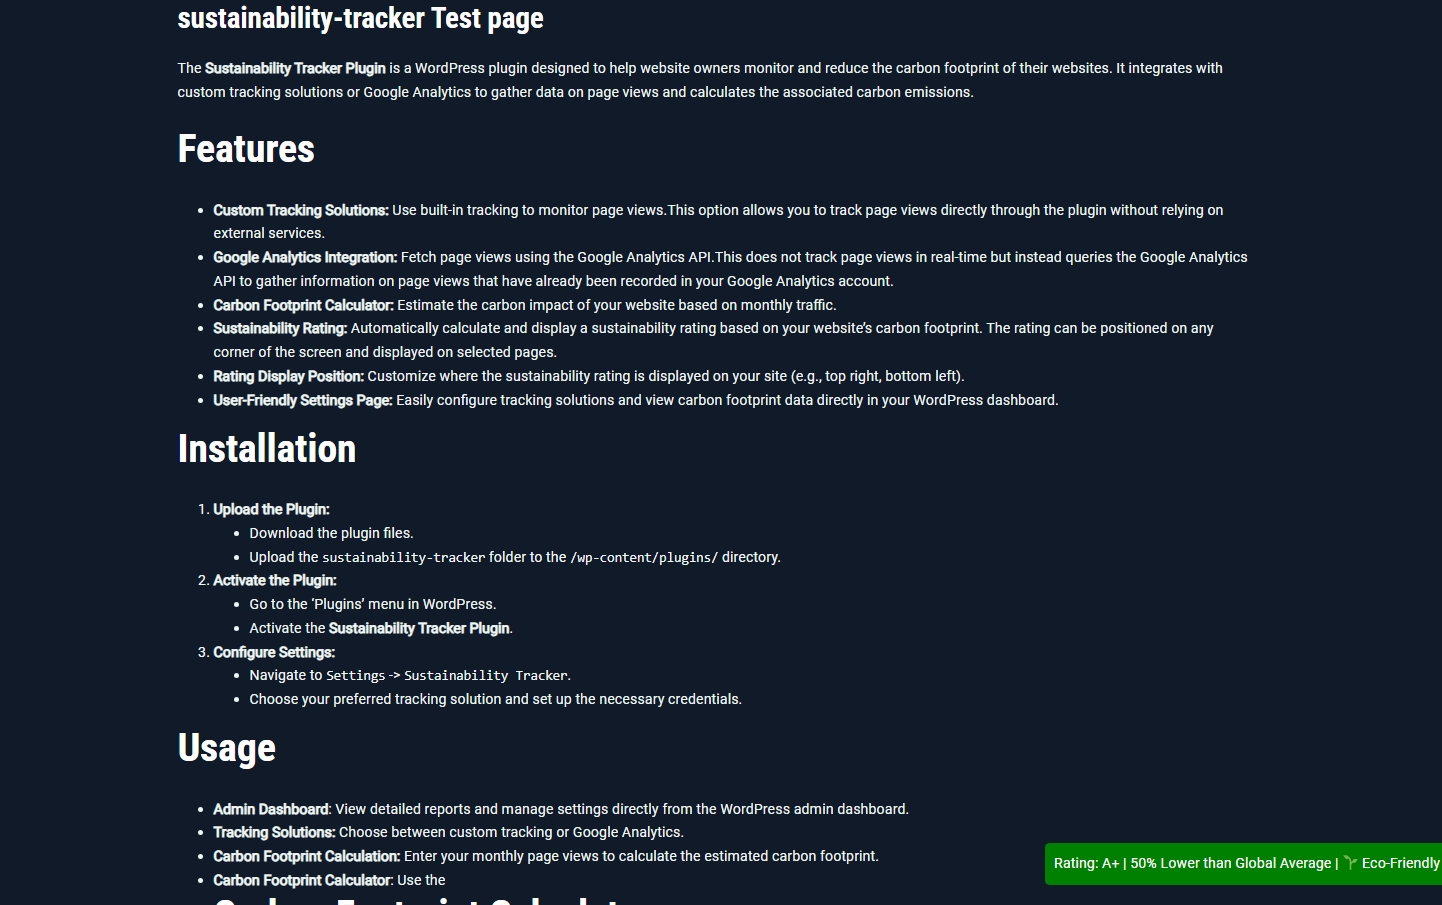 sustainability-tracker Test page
The Sustainability Tracker Plugin is a WordPress plugin designed to help website owners monitor and reduce the carbon footprint of their websites. It integrates with
custom tracking solutions or Google Analytics to gather data on page views and calculates the associated carbon emissions.
Features
• Custom Tracking Solutions: Use built-in tracking to monitor page views.This option allows you to track page views directly through the plugin without relying on
external services.
• Google Analytics Integration: Fetch page views using the Google Analytics API.This does not track page views in real-time but instead queries the Google Analytics
API to gather information on page views that have already been recorded in your Google Analytics account.
• Carbon Footprint Calculator: Estimate the carbon impact of your website based on monthly traffic.
• Sustainability Rating: Automatically calculate and display a sustainability rating based on your website’s carbon footprint. The rating can be positioned on any
corner of the screen and displayed on selected pages.
• Rating Display Position: Customize where the sustainability rating is displayed on your site (e.g., top right, bottom left).
• User-Friendly Settings Page: Easily configure tracking solutions and view carbon footprint data directly in your WordPress dashboard.
Installation
1. Upload the Plugin:
• Download the plugin files.
• Upload the sustainability-tracker folder to the /wp-content/plugins/ directory.
2. Activate the Plugin:
• Go to the ‘Plugins’ menu in WordPress.
• Activate the Sustainability Tracker Plugin.
3. Configure Settings:
• Navigate to Settings -> Sustainability Tracker.
• Choose your preferred tracking solution and set up the necessary credentials.
Usage
• Admin Dashboard: View detailed reports and manage settings directly from the WordPress admin dashboard.
• Tracking Solutions: Choose between custom tracking or Google Analytics.
• Carbon Footprint Calculation: Enter your monthly page views to calculate the estimated carbon footprint.
• Carbon Footprint Calculator: Use the
Rating: A+ | 50% Lower than Global Average | 🌱 Eco-Friendly